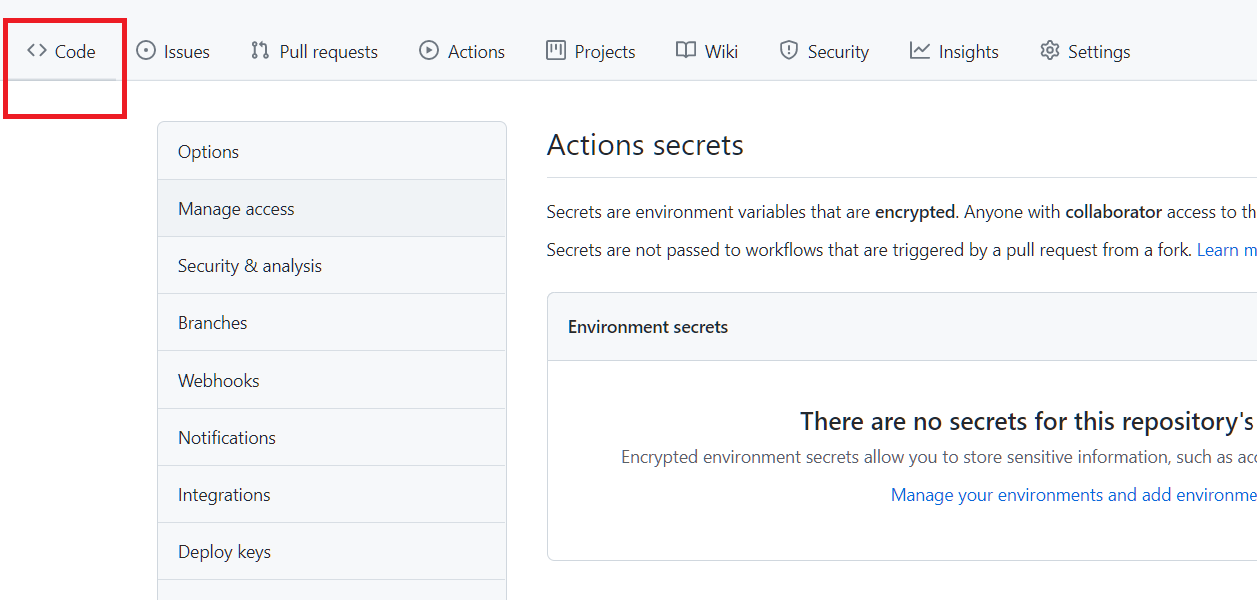 Code Issues Pull requests Actions Projects Wiki Security Insights Settings
Options
Manage access
Security & analysis
Branches
Webhooks
Notifications
Integrations
Deploy keys
Actions secrets
Secrets are environment variables that are encrypted. Anyone with collaborator access to
Secrets are not passed to workflows that are triggered by a pull request from a fork. Learn
Environment secrets
There are no secrets for this repository's
Encrypted environment secrets allow you to store sensitive information, such as
Manage your environments and add